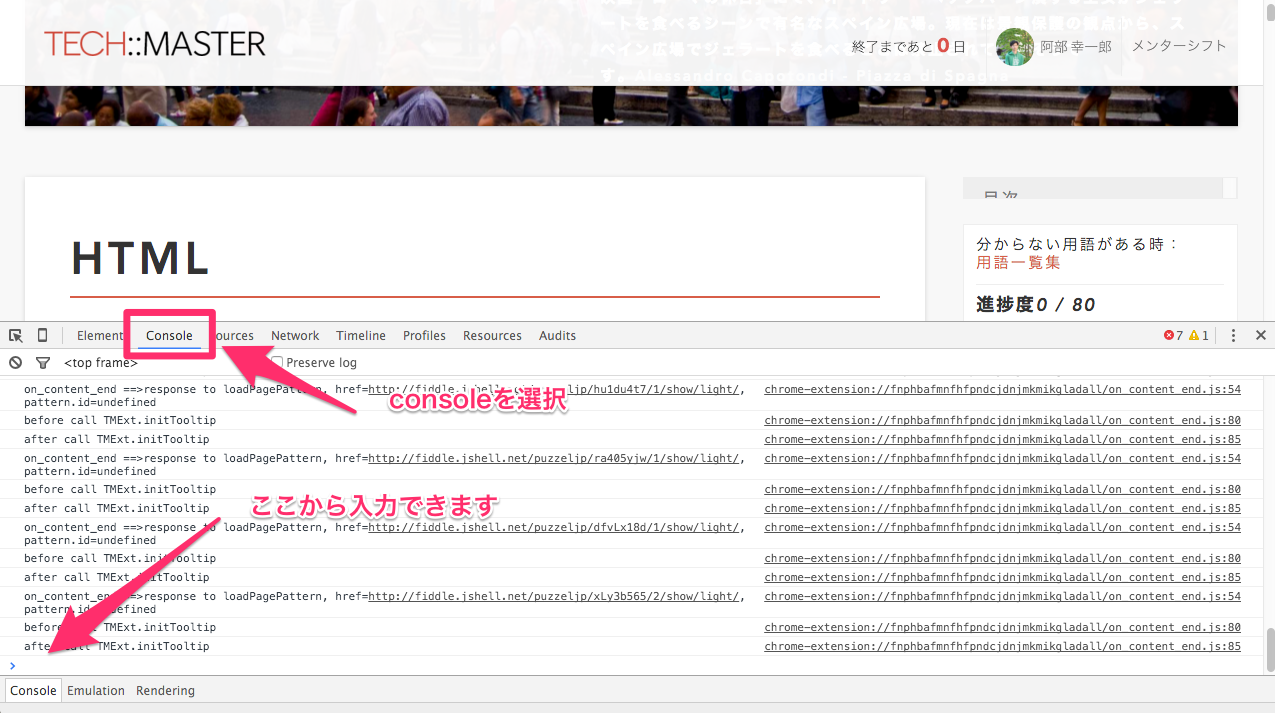 ートを食べるシーンで有名なスペイン広場。現在は
ペイン広場でジェラートを食べ
す。Alessandro Capotondi - Piazza di Spagna
TECH::MASTER
終了まであと 0 日
阿部 幸一郎
メンターシフト
HTML
目次
分からない用語がある時：
用語一覧集
進捗度0 / 80
Element
Console
ources
Network
Timeline
Profiles
Resources
Audits
7
1
<top frame>
Preserve log
consoleを選択
on_content_end ==>response to loadPagePattern, href=http://fiddle.jshell.net/puzzeljp/hu1du4t7/1/show/light/, chrome-extension://fnphbafmnfhfpndcjdnjmkmikgladall/on_content_end.js:54
pattern.id=undefined
before call TMExt.initTooltip chrome-extension://fnphbafmnfhfpndcjdnjmkmikgladall/on_content_end.js:80
after call TMExt.initTooltip chrome-extension://fnphbafmnfhfpndcjdnjmkmikgladall/on_content_end.js:85
on_content_end ==>response to loadPagePattern, href=http://fiddle.jshell.net/puzzeljp/ra405yjw/1/show/light/, chrome-extension://fnphbafmnfhfpndcjdnjmkmikgladall/on_content_end.js:54
pattern.id=undefined
before call TMExt.initTooltip chrome-extension://fnphbafmnfhfpndcjdnjmkmikgladall/on_content_end.js:80
after call TMExt.initTooltip chrome-extension://fnphbafmnfhfpndcjdnjmkmikgladall/on_content_end.js:85
ここから入力できます
on_content_end ==>response to loadPagePattern, href=http://fiddle.jshell.net/puzzeljp/dfvLx18d/1/show/light/, chrome-extension://fnphbafmnfhfpndcjdnjmkmikgladall/on_content_end.js:54
pattern.id=undefined
before call TMExt.initTooltip chrome-extension://fnphbafmnfhfpndcjdnjmkmikgladall/on_content_end.js:80
after call TMExt.initTooltip chrome-extension://fnphbafmnfhfpndcjdnjmkmikgladall/on_content_end.js:85
on_content_end ==>response to loadPagePattern, href=http://fiddle.jshell.net/puzzeljp/xLy3b565/2/show/light/, chrome-extension://fnphbafmnfhfpndcjdnjmkmikgladall/on_content_end.js:54
pattern.id=undefined
before call TMExt.initTooltip chrome-extension://fnphbafmnfhfpndcjdnjmkmikgladall/on_content_end.js:80
after call TMExt.initTooltip chrome-extension://fnphbafmnfhfpndcjdnjmkmikgladall/on_content_end.js:85
>
Console
Emulation
Rendering